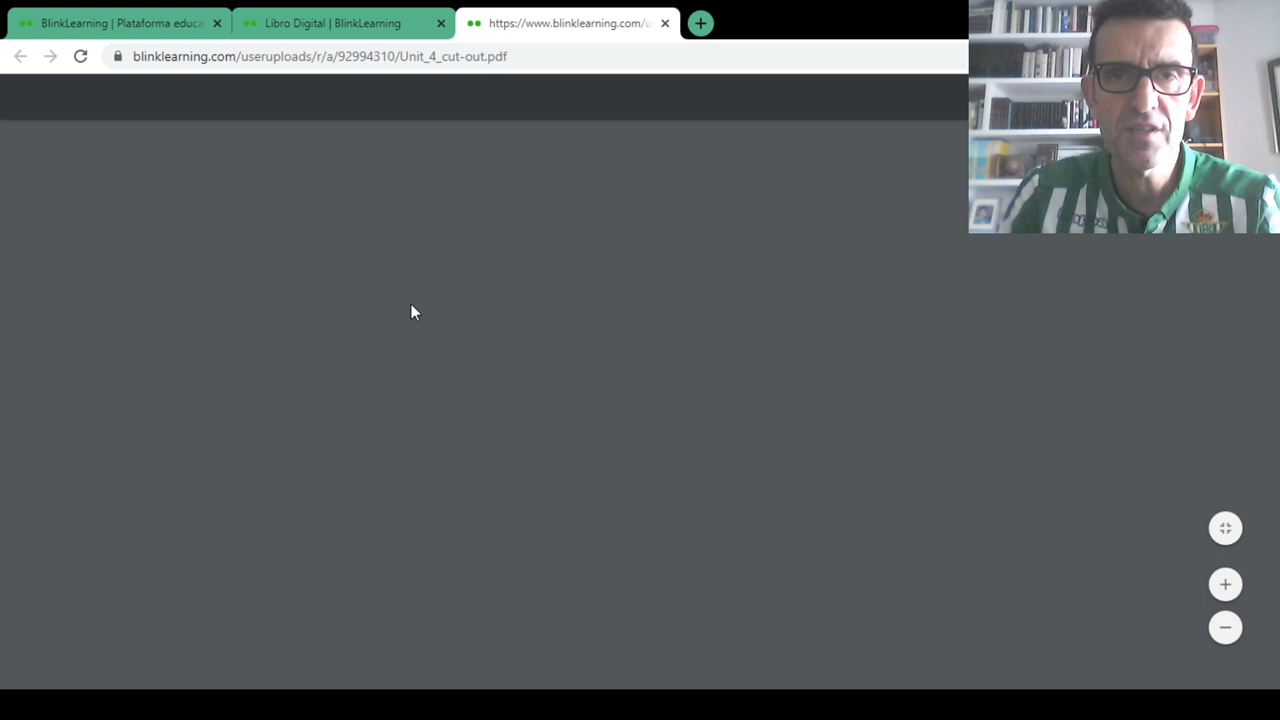 BlinkLearning | Plataforma educa
Libro Digital | BlinkLearning
https://www.blinklearning.com/u
blinklearning.com/useruploads/r/a/92994310/Unit_4_cut-out.pdf